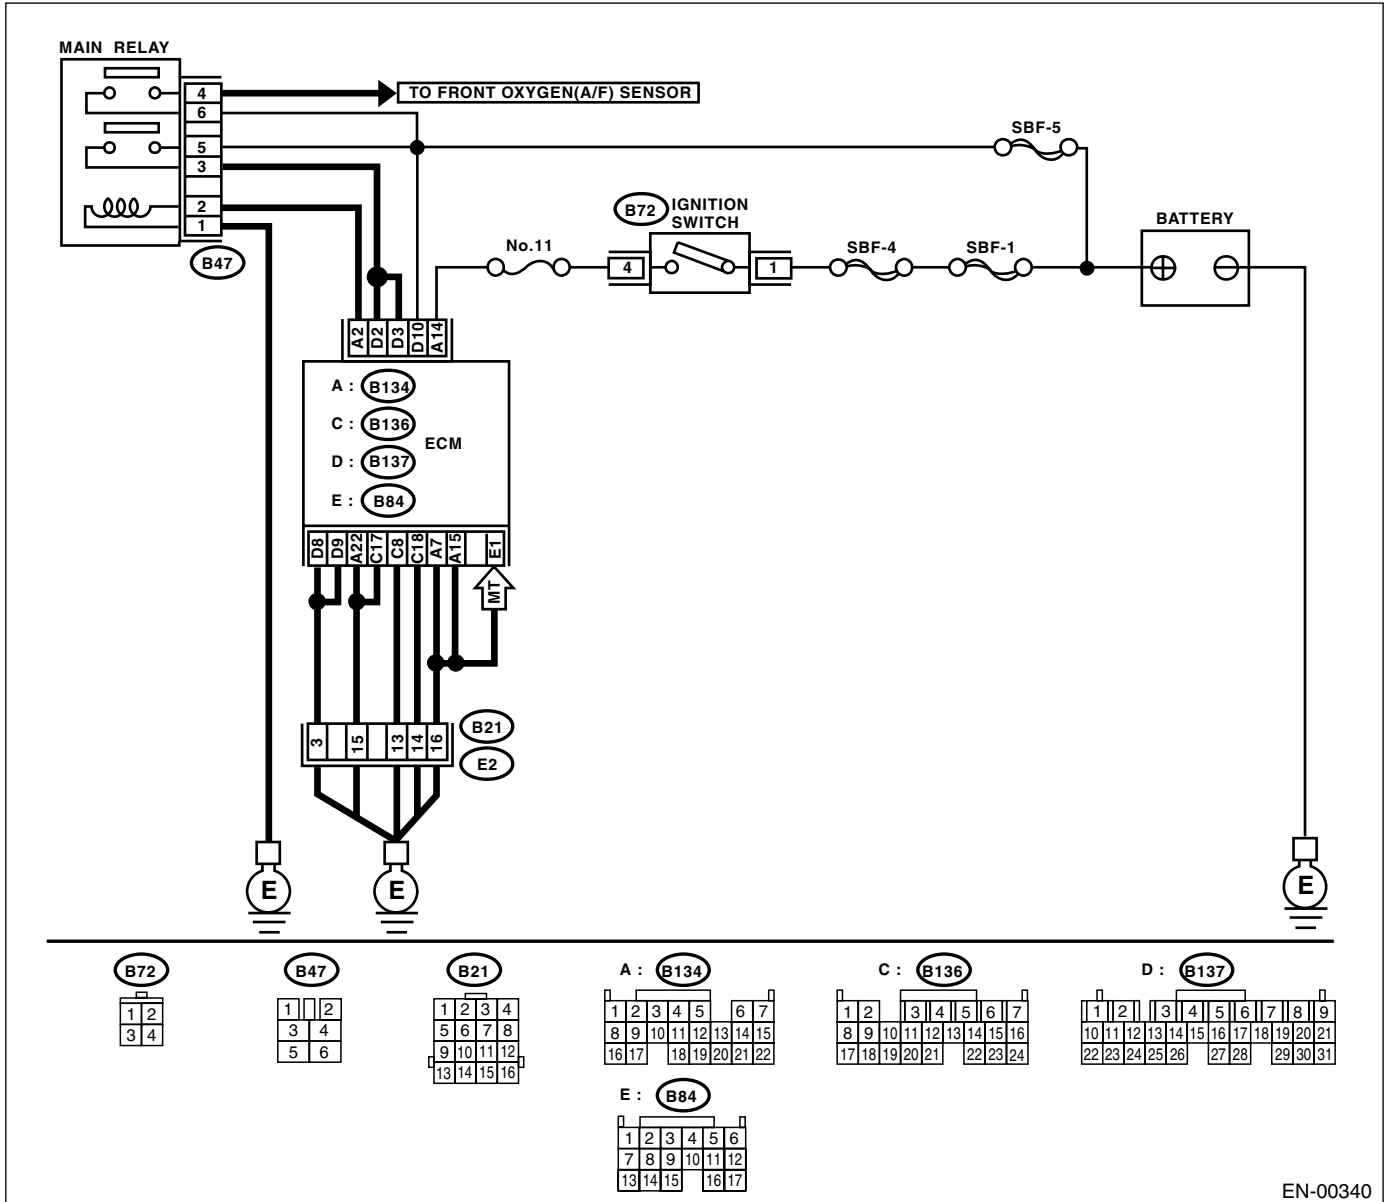 MAIN RELAY
4
6
5
3
2
1
B47
TO FRONT OXYGEN(A/F) SENSOR
SBF-5
B72
IGNITION
SWITCH
BATTERY
No.11
4
1
SBF-4
SBF-1
A2 D2 D3 D10 A14
A : B134
C : B136
D : B137
E : B84
ECM
D8 D9 A22 C17 C8 C18 A7 A15 E1
MT
3 15 13 14 16
B21
E2
E
E
E
B72
1 2
3 4
B47
1 2
3 4
5 6
B21
1 2 3 4
5 6 7 8
9 10 11 12
13 14 15 16
A : B134
1 2 3 4 5 6 7
8 9 10 11 12 13 14 15
16 17 18 19 20 21 22
C : B136
1 2 3 4 5 6 7
8 9 10 11 12 13 14 15 16
17 18 19 20 21 22 23 24
D : B137
1 2 3 4 5 6 7 8 9
10 11 12 13 14 15 16 17 18 19 20 21
22 23 24 25 26 27 28 29 30 31
E : B84
1 2 3 4 5 6
7 8 9 10 11 12
13 14 15 16 17
EN-00340